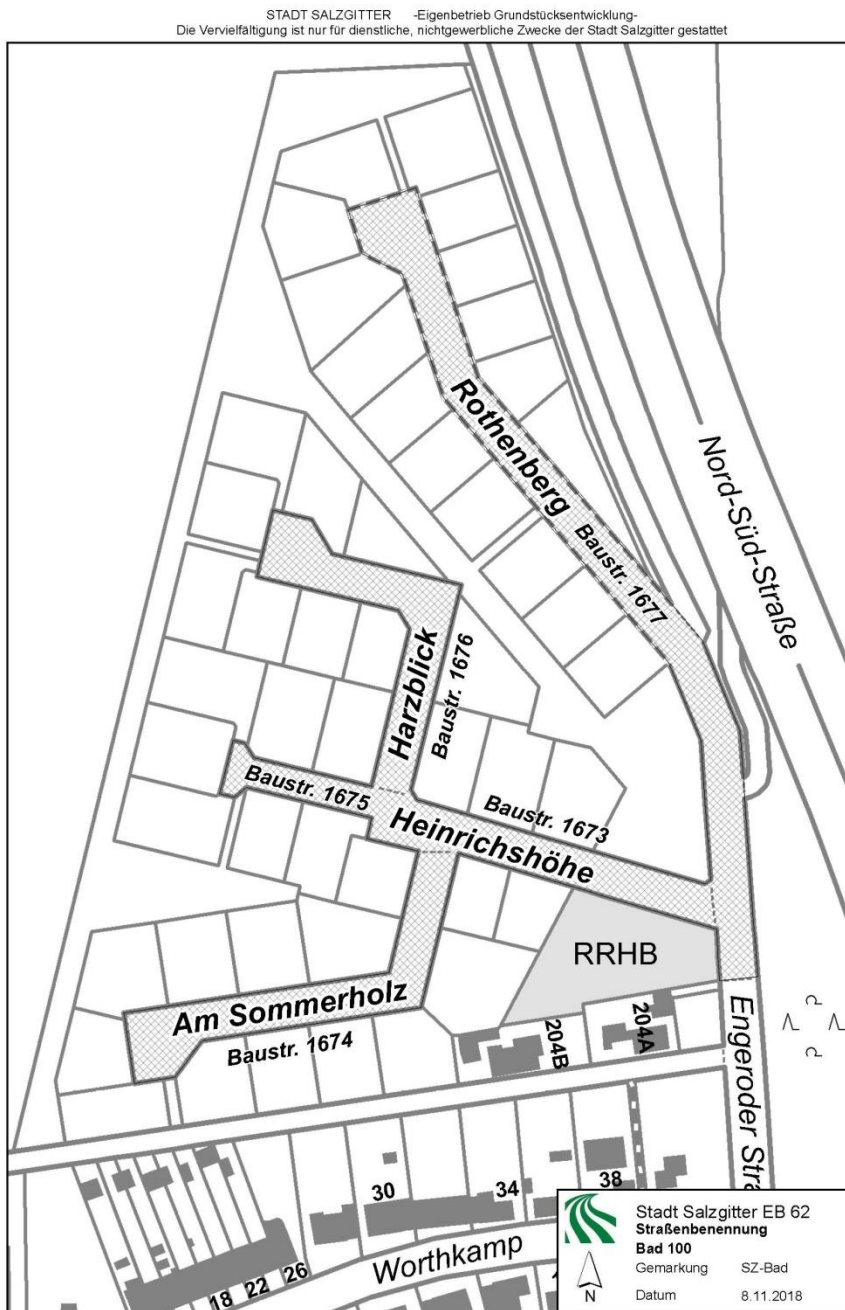 STADT SALZGITTER -Eigenbetrieb Grundstücksentwicklung-
Die Vervielfältigung ist nur für dienstliche, nichtgewerbliche Zwecke der Stadt Salzgitter gestattet
Rothenberg
Baustr. 1677
Nord-Süd-Straße
Harzblick
Baustr. 1676
Baustr. 1675
Baustr. 1673
Heinrichshöhe
RRHB
Am Sommerholz
Baustr. 1674
204B
204A
Engeroder Stra
30
34
38
18
22
26
Worthkamp
Stadt Salzgitter EB 62
Straßenbenennung
Bad 100
Gemarkung SZ-Bad
N
Datum 8.11.2018